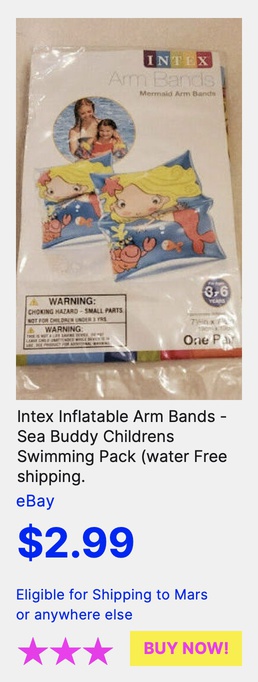 INTEX
Arm Bands
Mermaid Arm Bands
WARNING:
CHOKING HAZARD - SMALL PARTS.
NOT FOR CHILDREN UNDER 3 YRS.
WARNING:
3-6
YEARS
One Pair
Intex Inflatable Arm Bands -
Sea Buddy Childrens
Swimming Pack (water Free
shipping.
eBay
$2.99
Eligible for Shipping to Mars
or anywhere else
BUY NOW!